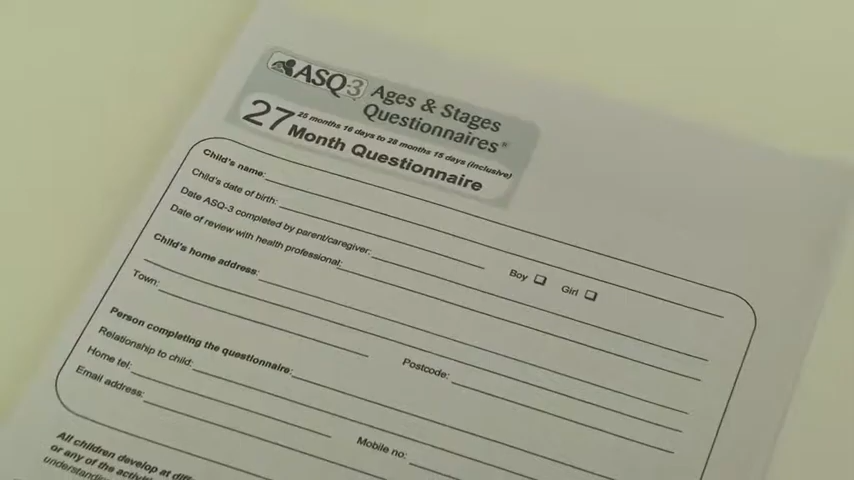 ASQ3 Ages & Stages
Questionnaires®
27 25 months 16 days to 28 months 15 days (inclusive)
Month Questionnaire
Child's name:
Child's date of birth:
Date ASQ-3 completed by parent/caregiver:
Date of review with health professional:
Boy Girl
Child's home address:
Town:
Postcode:
Person completing the questionnaire:
Relationship to child:
Home tel:
Mobile no:
Email address:
All children develop at
or any of the